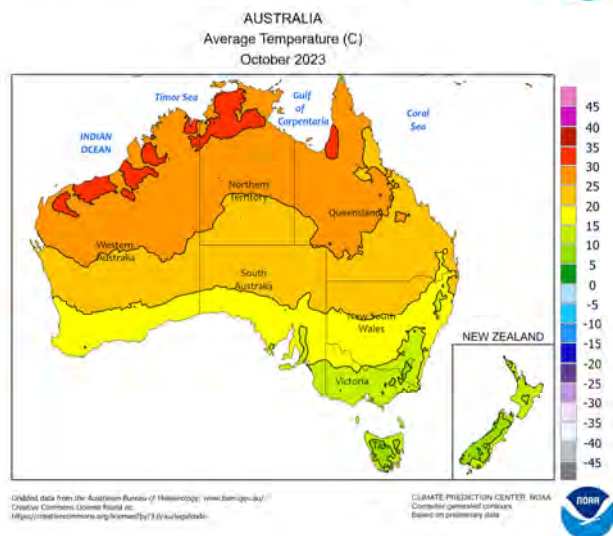 AUSTRALIA
Average Temperature (C)
October 2023
Timor Sea
Gulf
of
Carpentaria
Coral
Sea
INDIAN
OCEAN
Northern
Territory
Queensland
Western
Australia
South
Australia
New South
Wales
Victoria
NEW ZEALAND
45
40
35
30
25
20
15
10
5
0
-5
-10
-15
-20
-25
-30
-35
-40
-45
Gridded data from the Australian Bureau of Meteorology: www.bom.gov.au/
Creative Commons License found at:
CLIMATE PREDICTION CENTER, NOAA
Computer generated contours
Based on preliminary data
NOAA